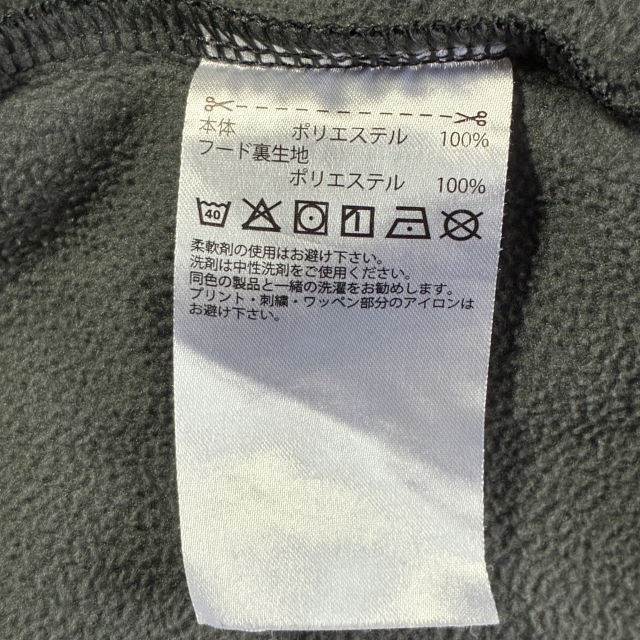 本体 ポリエステル 100%
フード裏生地
ポリエステル 100%
40
柔軟剤の使用はお避け下さい。
洗剤は中性洗剤をご使用ください。
同色の製品と一緒の洗濯をお勧めします。
プリント・刺繍・ワッペン部分のアイロンは
お避け下さい。